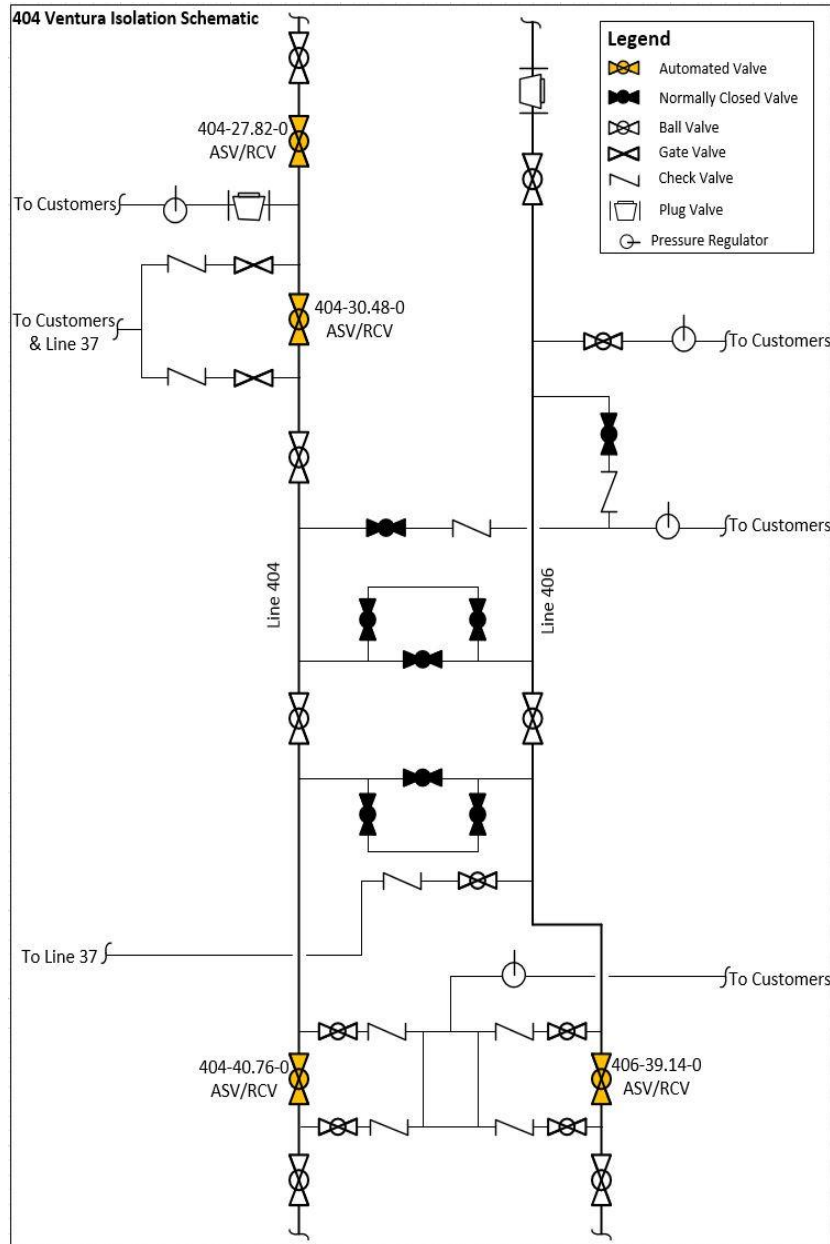 404 Ventura Isolation Schematic
Legend
Automated Valve
Normally Closed Valve
Ball Valve
Gate Valve
Check Valve
Plug Valve
Pressure Regulator
404-27.82-0
ASV/RCV
To Customers
404-30.48-0
ASV/RCV
To Customers
& Line 37
To Customers
To Customers
Line 404
Line 406
To Line 37
To Customers
404-40.76-0
ASV/RCV
406-39.14-0
ASV/RCV